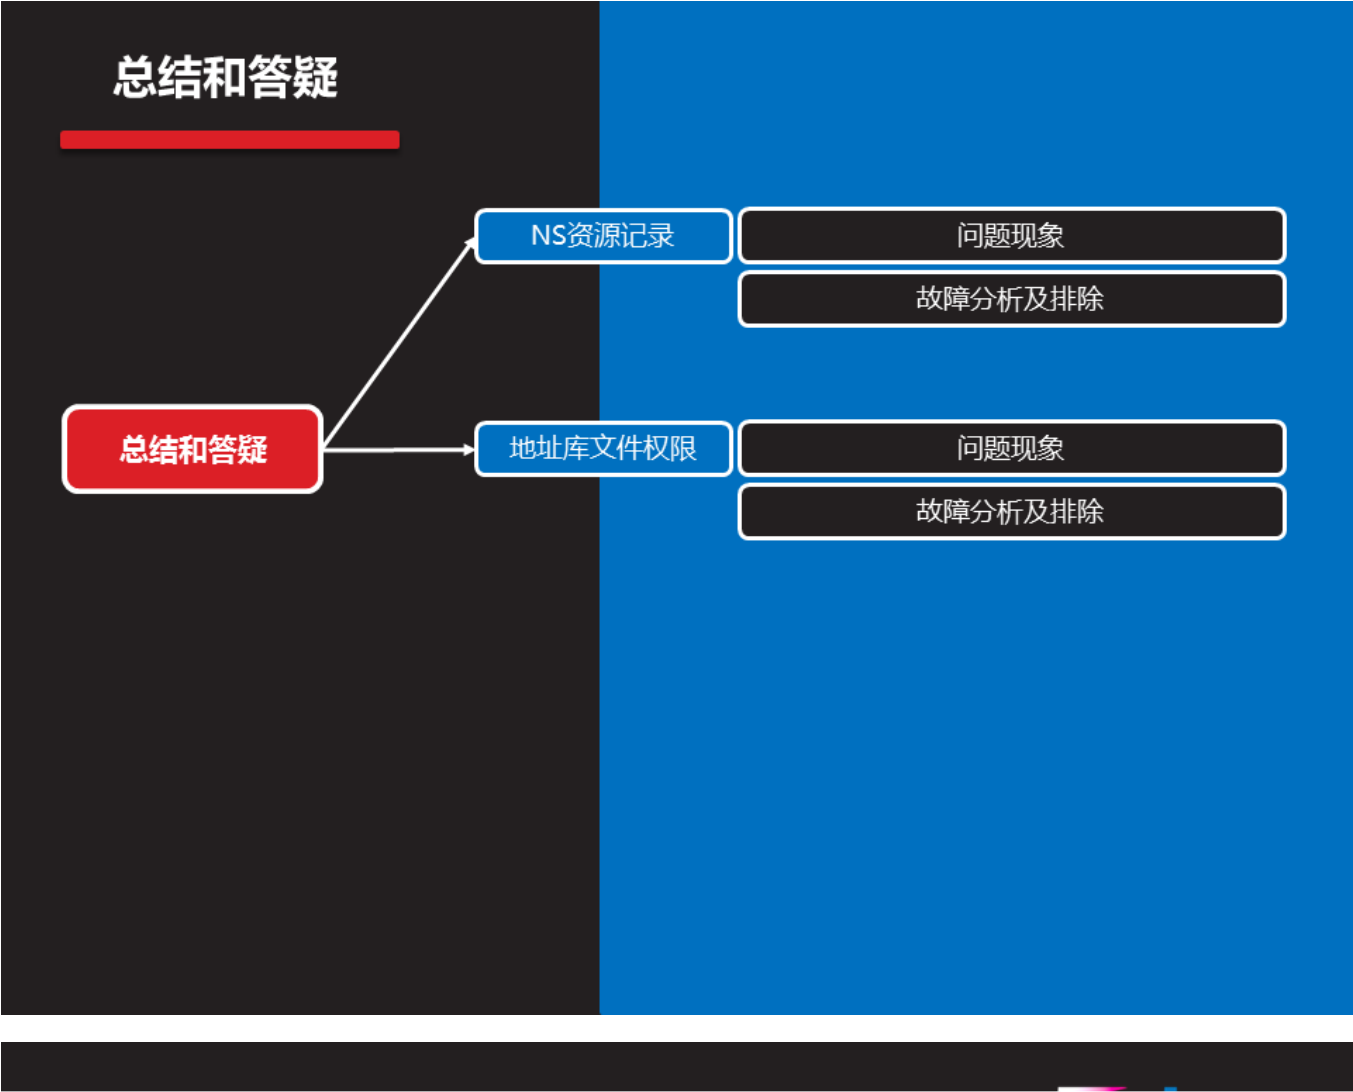 总结和答疑
NS资源记录
问题现象
故障分析及排除
总结和答疑
地址库文件权限
问题现象
故障分析及排除